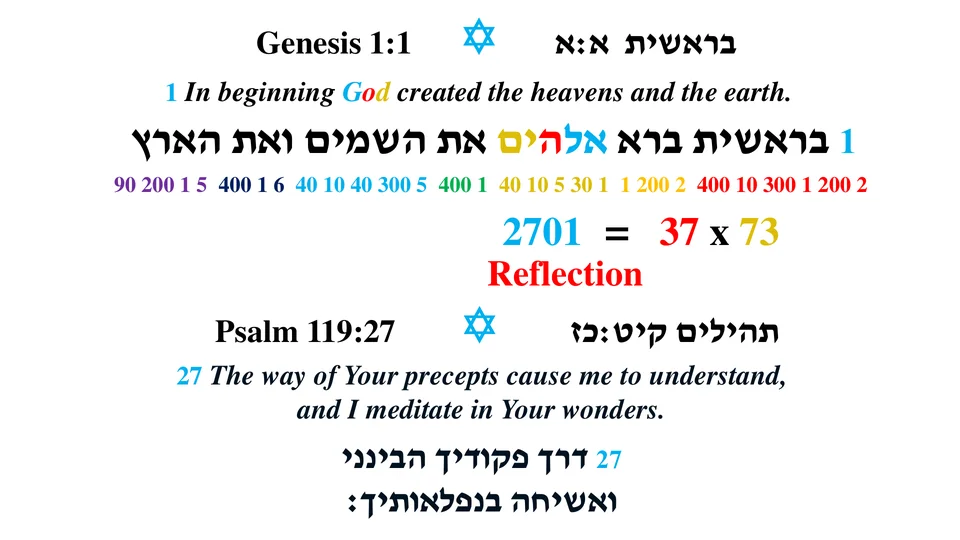 Genesis 1:1 ✡ בראשית א:א
1 In beginning God created the heavens and the earth.
1 בראשית ברא אלהים את השמים ואת הארץ
90 200 1 5 400 1 6 40 10 40 300 5 400 1 40 10 5 30 1 1 200 2 400 10 300 1 200 2
2701 = 37 x 73
Reflection
Psalm 119:27 ✡ תהילים קיט:כז
27 The way of Your precepts cause me to understand,
and I meditate in Your wonders.
27 דרך פקודיך הבינני
ואשיחה בנפלאותיך: